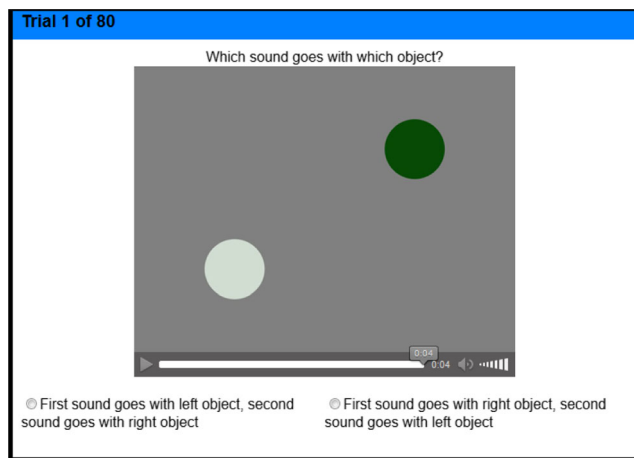 Trial 1 of 80
Which sound goes with which object?
0:04
0:04
First sound goes with left object, second
sound goes with right object
First sound goes with right object, second
sound goes with left object